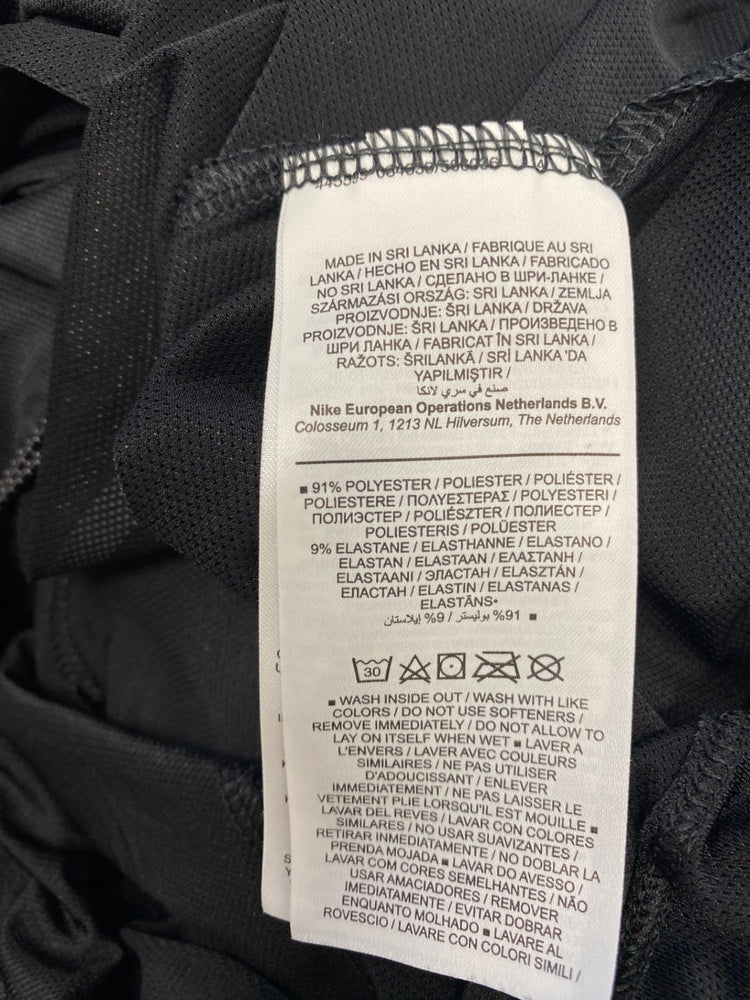 MADE IN SRI LANKA / FABRIQUE AU SRI
LANKA / HECHO EN SRI LANKA / FABRICADO
NO SRI LANKA / СДЕЛАНО В ШРИ-ЛАНКЕ /
SZÁRMAZÁSI ORSZÁG: SRI LANKA / ZEMLJA
PROIZVODNJE: ŠRI LANKA / DRŽAVA
PROIZVODNJE: ŠRI LANKA / ПРОИЗВЕДЕНО В
ШРИ ЛАНКА / FABRICAT ÎN SRI LANKA /
RAŽOTS: ŠRILANKĀ / SRİ LANKA 'DA
YAPILMIŞTIR /
صنع في سري لانكا
Nike European Operations Netherlands B.V.
Colosseum 1, 1213 NL Hilversum, The Netherlands
■ 91% POLYESTER / POLIESTER / POLIÉSTER /
POLIESTERE / ΠΟΛΥΕΣΤΕΡΑΣ / POLYESTERI /
ПОЛИЭСТЕР / POLIÉSZTER / ПОЛИЕСТЕР /
POLIESTERIS / POLÜESTER
9% ELASTANE / ELASTHANNE / ELASTANO /
ELASTAN / ELASTAAN / ΕΛΑΣΤΑΝΗ /
ELASTAANI / ЭЛАСТАН / ELASZTÁN /
ЕЛАСТАН / ELASTIN / ELASTANAS /
ELASTĀNS•
■ 91% بوليستر / 9% إيلاستان
30
■ WASH INSIDE OUT / WASH WITH LIKE
COLORS / DO NOT USE SOFTENERS /
REMOVE IMMEDIATELY / DO NOT ALLOW TO
LAY ON ITSELF WHEN WET ■ LAVER A
L'ENVERS / LAVER AVEC COULEURS
SIMILAIRES / NE PAS UTILISER
D'ADOUCISSANT / ENLEVER
IMMEDIATEMENT / NE PAS LAISSER LE
VETEMENT PLIE LORSQU'IL EST MOUILLE ■
LAVAR DEL REVES / LAVAR CON COLORES
SIMILARES / NO USAR SUAVIZANTES /
RETIRAR INMEDIATAMENTE / NO DOBLAR LA
PRENDA MOJADA ■ LAVAR DO AVESSO /
LAVAR COM CORES SEMELHANTES / NÃO
USAR AMACIADORES / REMOVER
IMEDIATAMENTE / EVITAR DOBRAR
ENQUANTO MOLHADO ■ LAVARE AL
ROVESCIO / LAVARE CON COLORI SIMILI /